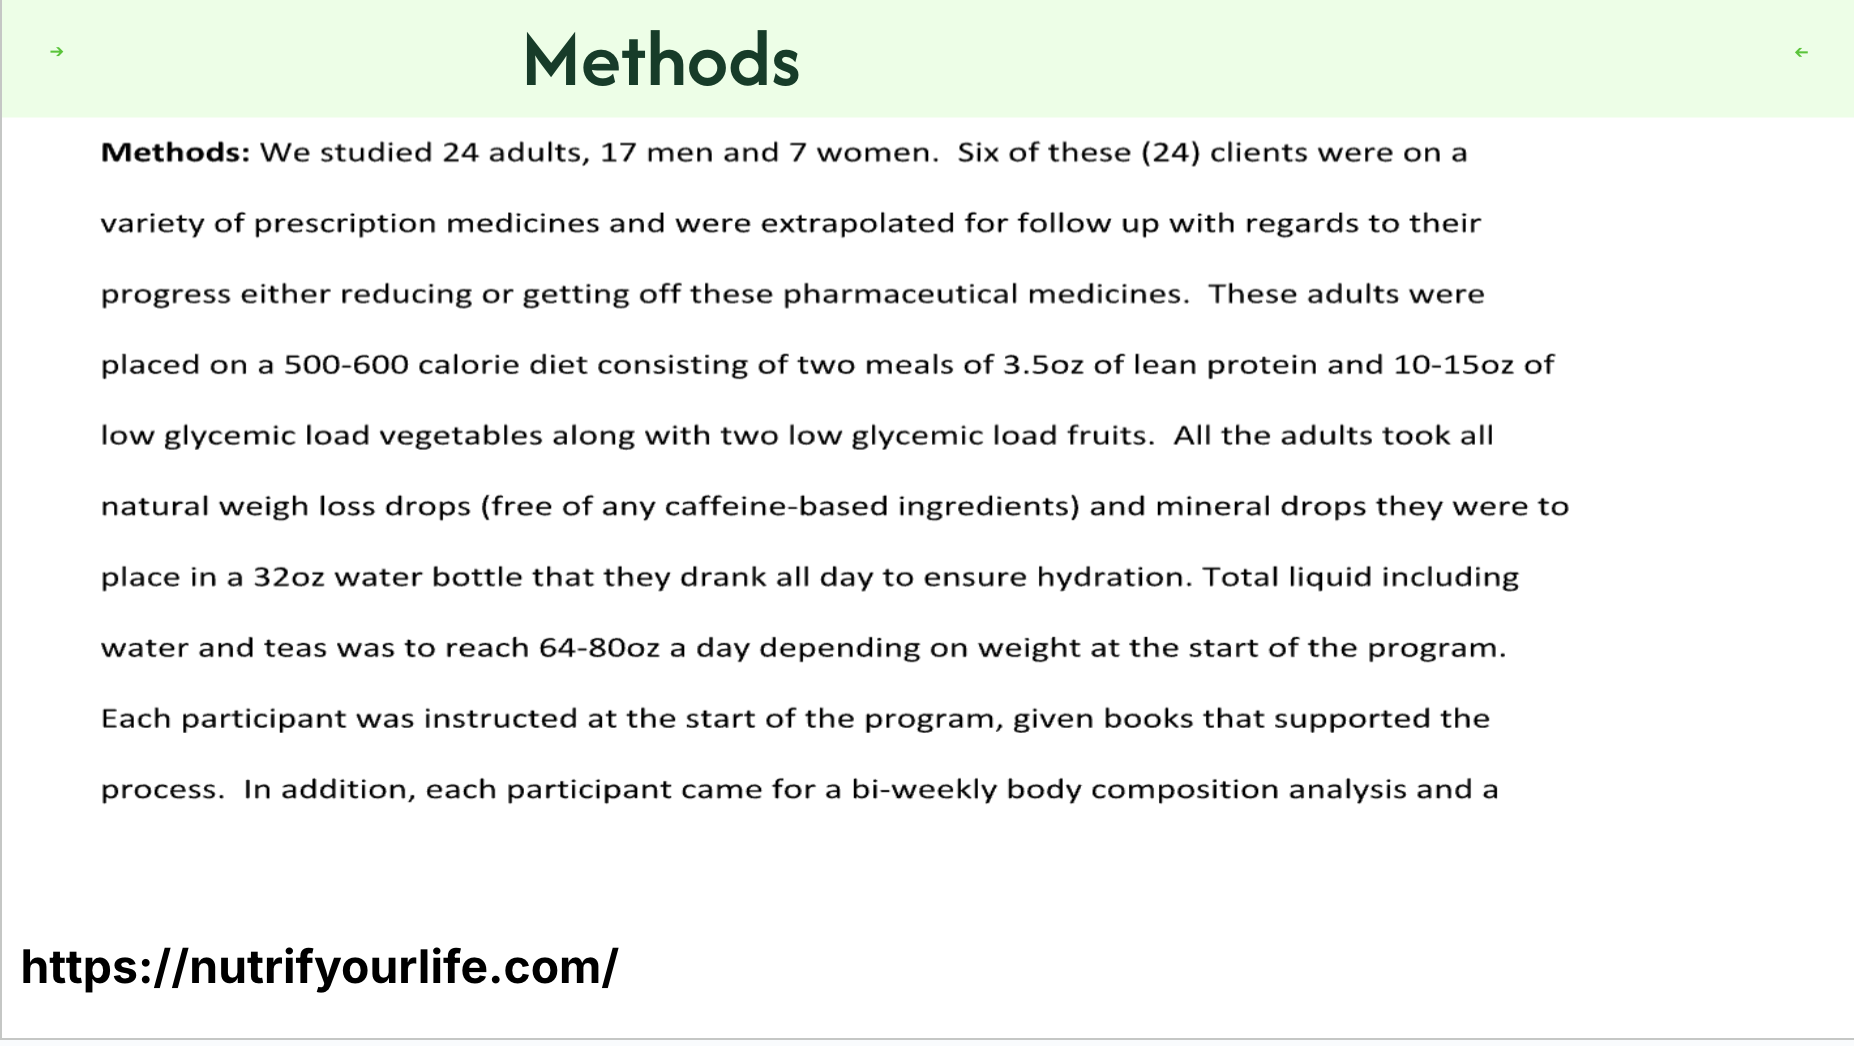 Methods
Methods: We studied 24 adults, 17 men and 7 women. Six of these (24) clients were on a
variety of prescription medicines and were extrapolated for follow up with regards to their
progress either reducing or getting off these pharmaceutical medicines. These adults were
placed on a 500-600 calorie diet consisting of two meals of 3.5oz of lean protein and 10-15oz of
low glycemic load vegetables along with two low glycemic load fruits. All the adults took all
natural weigh loss drops (free of any caffeine-based ingredients) and mineral drops they were to
place in a 32oz water bottle that they drank all day to ensure hydration. Total liquid including
water and teas was to reach 64-80oz a day depending on weight at the start of the program.
Each participant was instructed at the start of the program, given books that supported the
process. In addition, each participant came for a bi-weekly body composition analysis and a
https://nutrifyourlife.com/